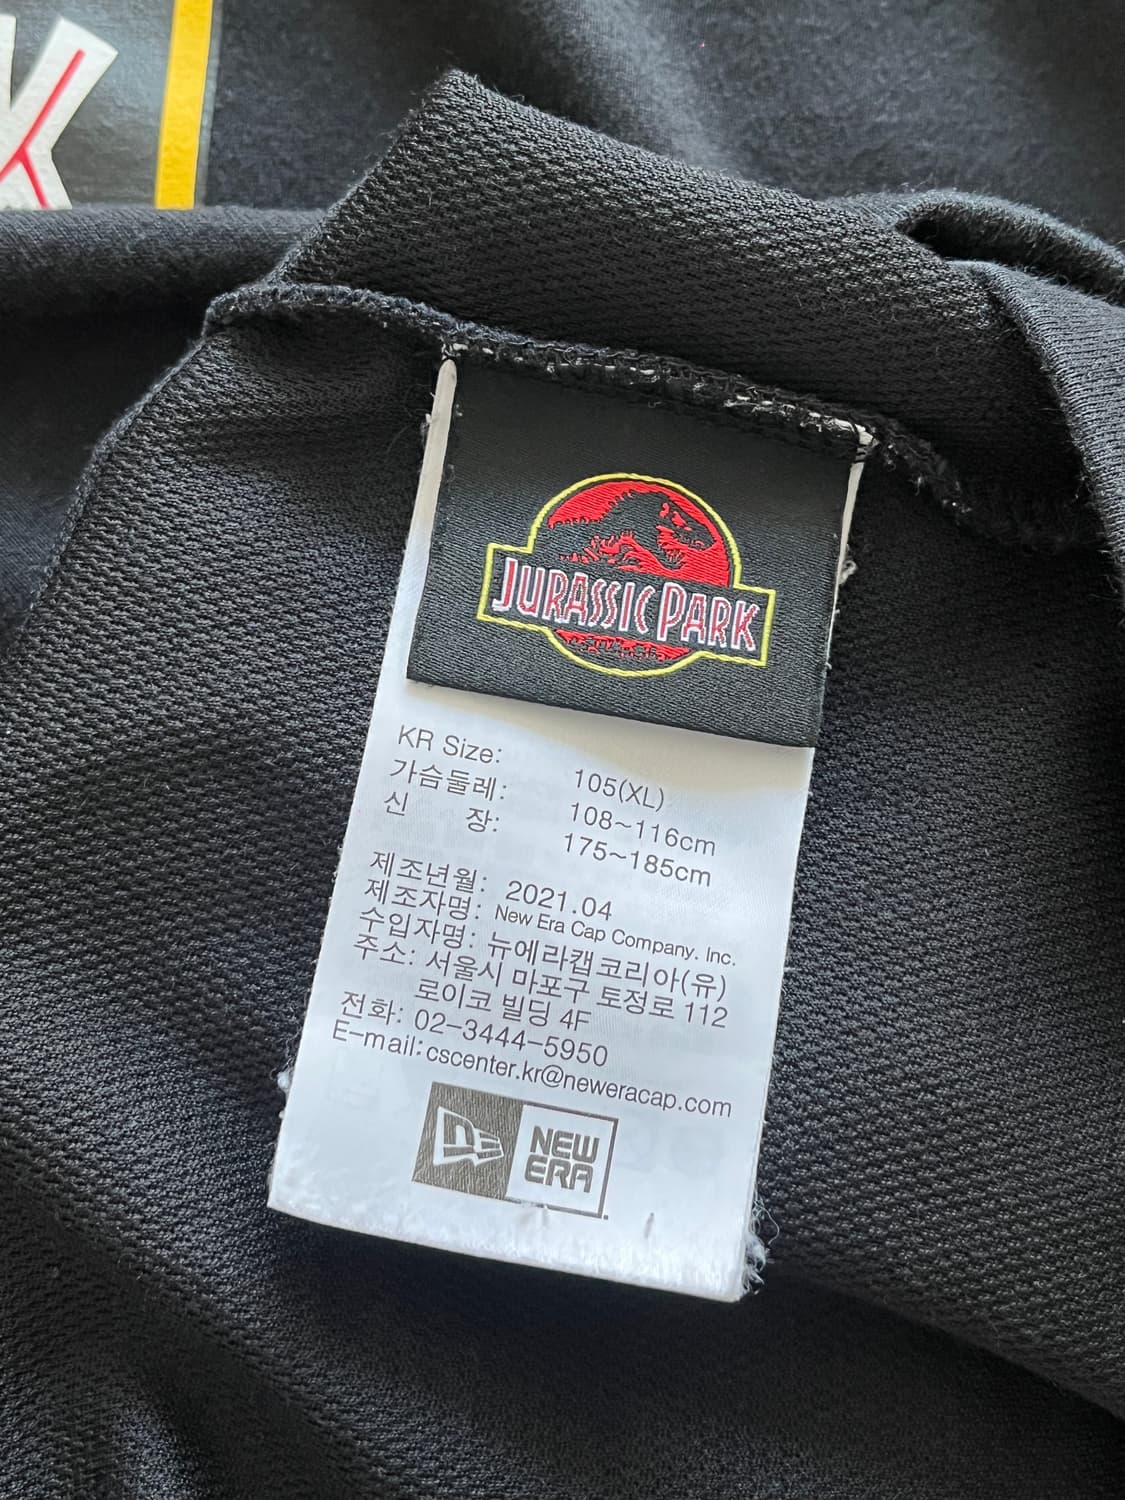 K
JURASSIC PARK
KR Size: 105(XL)
가슴둘레: 108~116cm
신 장: 175~185cm
제조년월: 2021.04
제조자명: New Era Cap Company. Inc.
수입자명: 뉴에라캡코리아(유)
주소: 서울시 마포구 토정로 112
로이코 빌딩 4F
전화: 02-3444-5950
E-mail:cscenter.kr@neweracap.com
NE NEW
ERA